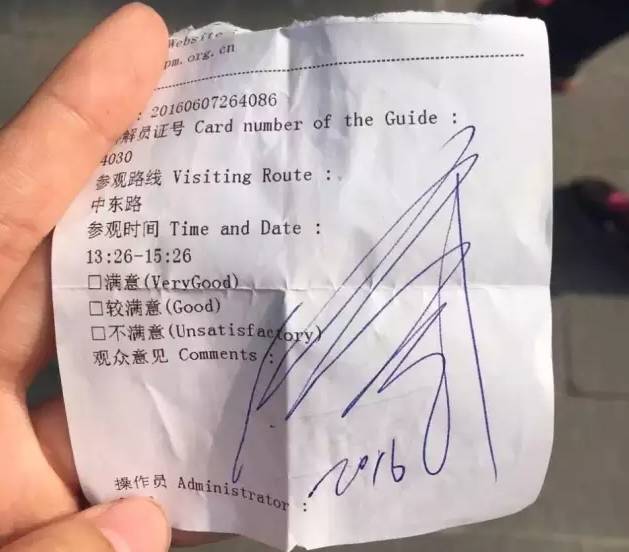 Website
pm.org.cn
: 20160607264086
解员证号 Card number of the Guide :
4030
参观路线 Visiting Route :
中东路
参观时间 Time and Date :
13:26-15:26
□满意(VeryGood)
□较满意(Good)
□不满意(Unsatisfactory)
观众意见 Comments :
2016
操作员 Administrator :